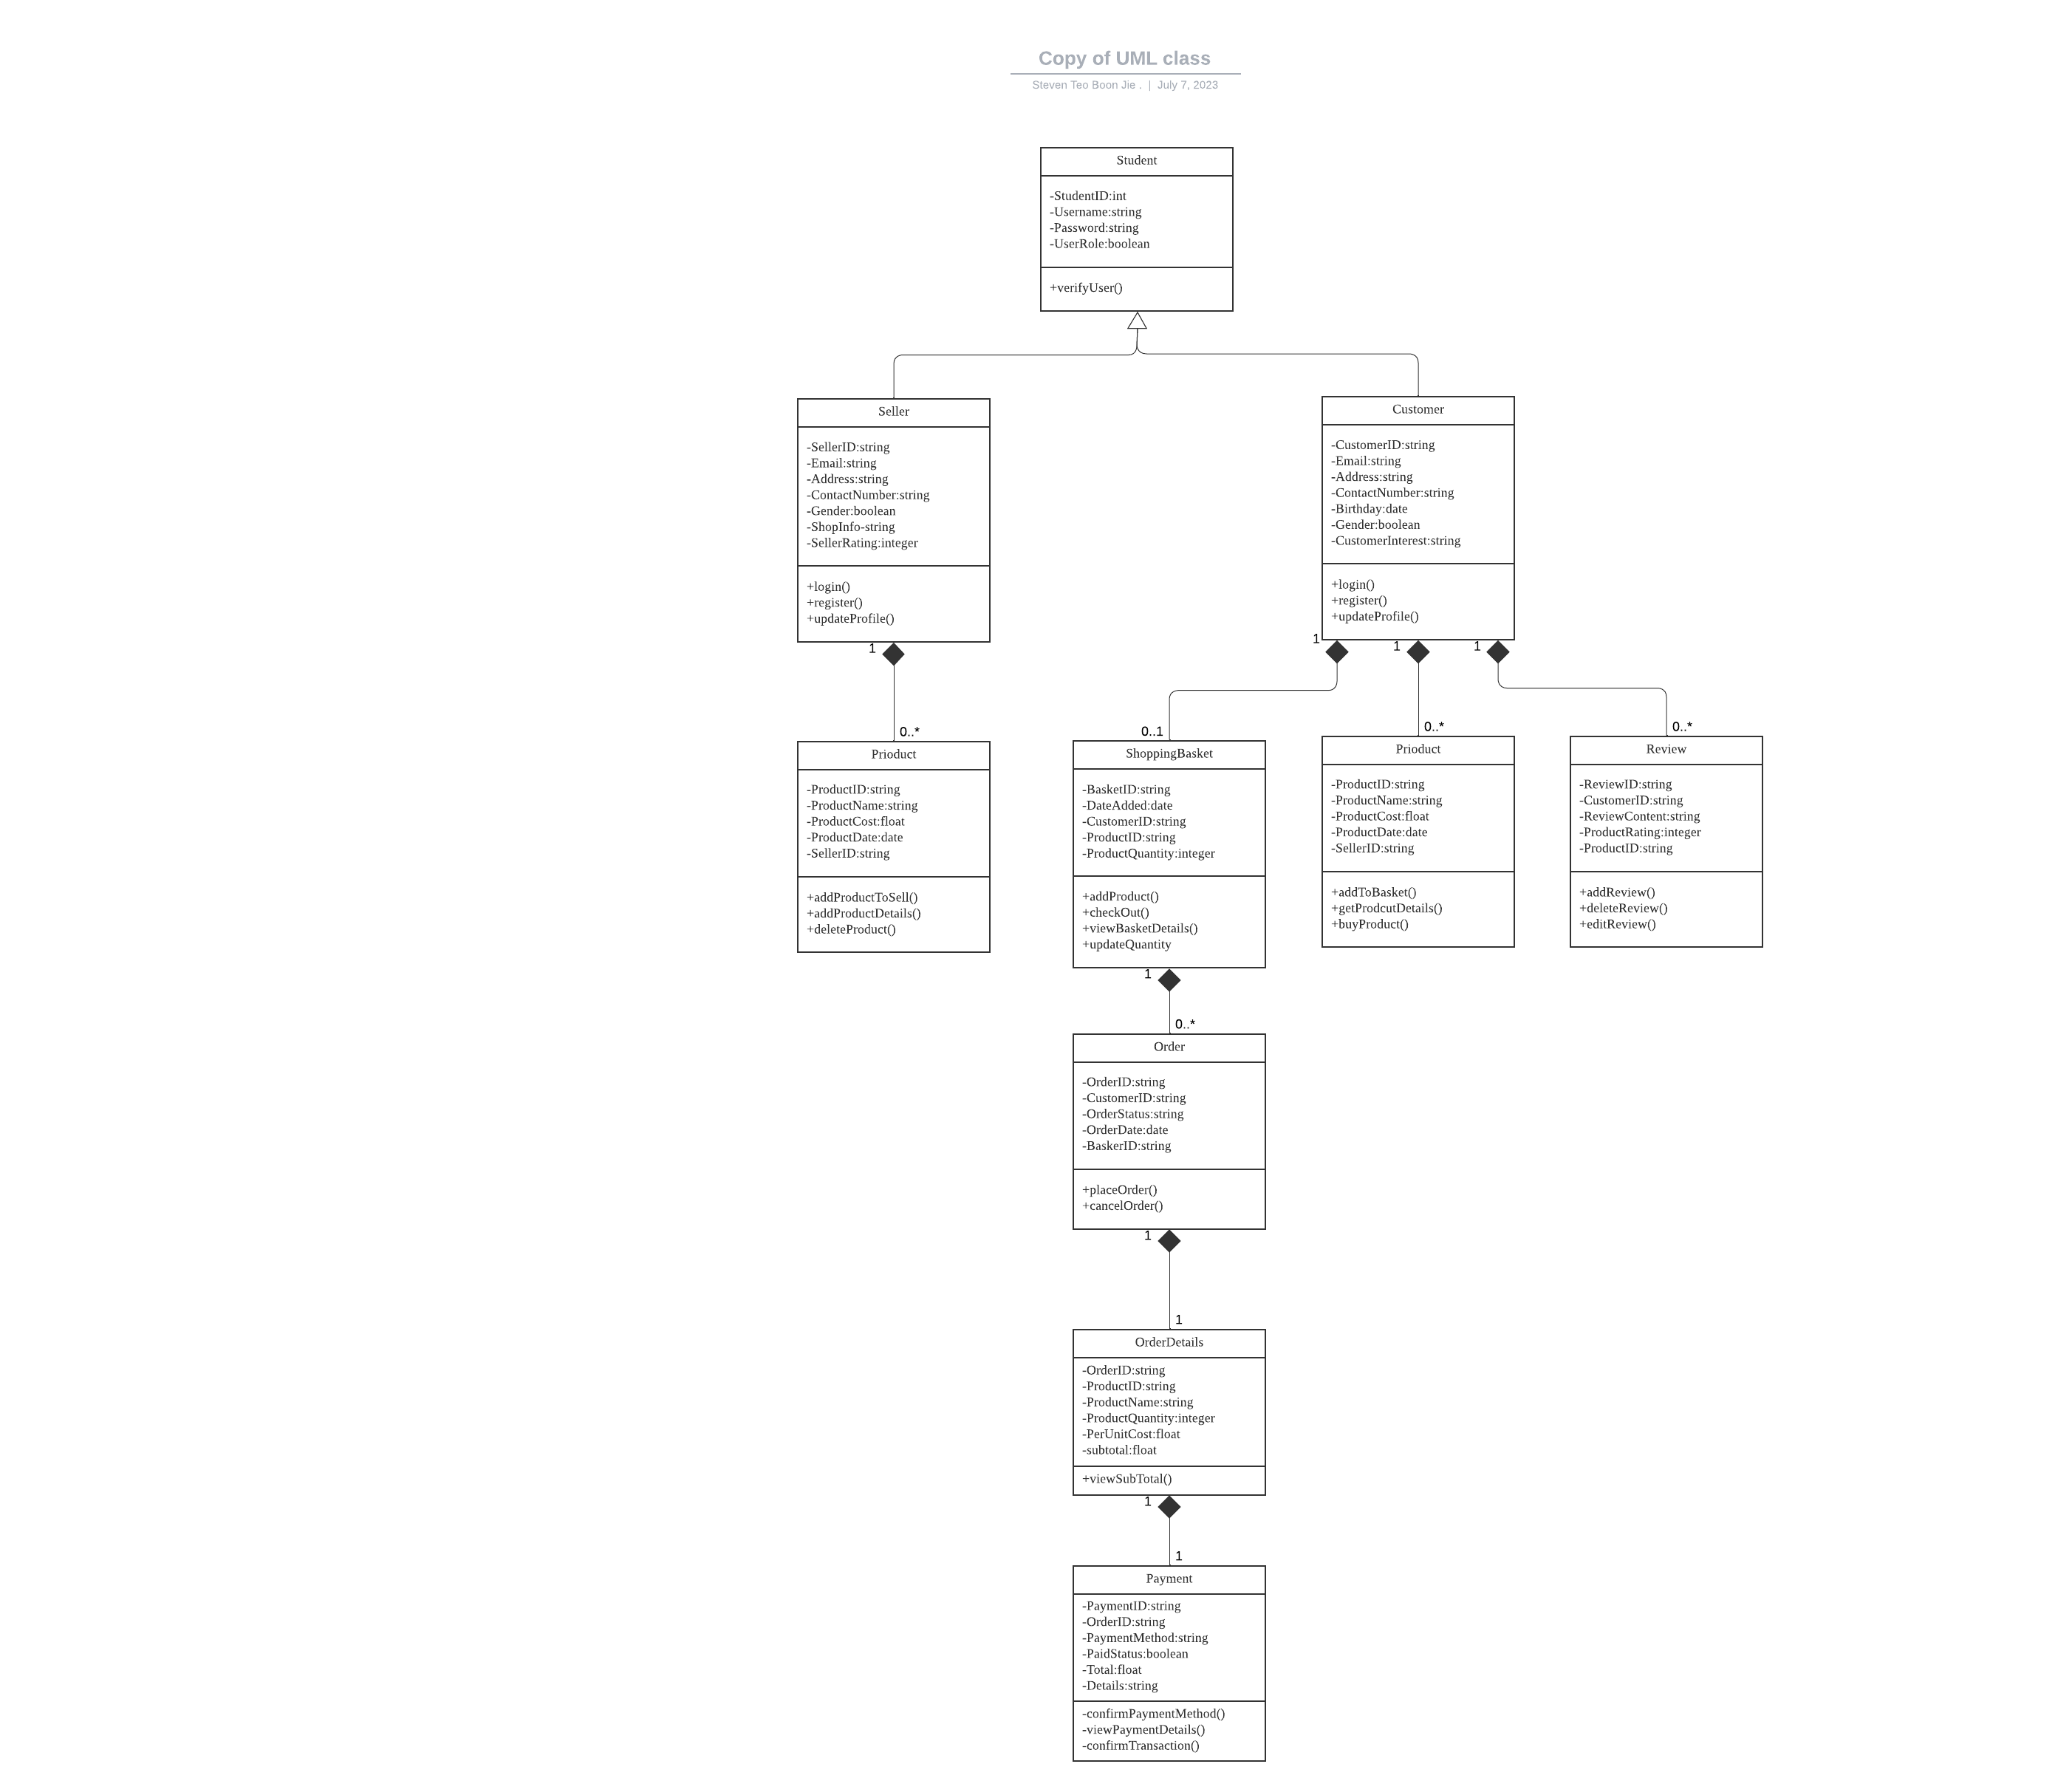 Copy of UML class
Steven Teo Boon Jie . | July 7, 2023
Student
-StudentID:int
-Username:string
-Password:string
-UserRole:boolean
+verifyUser()
Seller
-SellerID:string
-Email:string
-Address:string
-ContactNumber:string
-Gender:boolean
-ShopInfo-string
-SellerRating:integer
+login()
+register()
+updateProfile()
1
0..*
Customer
-CustomerID:string
-Email:string
-Address:string
-ContactNumber:string
-Birthday:date
-Gender:boolean
-CustomerInterest:string
+login()
+register()
+updateProfile()
1
1
1
0..1
0..*
0..*
Prioduct
-ProductID:string
-ProductName:string
-ProductCost:float
-ProductDate:date
-SellerID:string
+addProductToSell()
+addProductDetails()
+deleteProduct()
ShoppingBasket
-BasketID:string
-DateAdded:date
-CustomerID:string
-ProductID:string
-ProductQuantity:integer
+addProduct()
+checkOut()
+viewBasketDetails()
+updateQuantity
Prioduct
-ProductID:string
-ProductName:string
-ProductCost:float
-ProductDate:date
-SellerID:string
+addToBasket()
+getProdcutDetails()
+buyProduct()
Review
-ReviewID:string
-CustomerID:string
-ReviewContent:string
-ProductRating:integer
-ProductID:string
+addReview()
+deleteReview()
+editReview()
1
0..*
Order
-OrderID:string
-CustomerID:string
-OrderStatus:string
-OrderDate:date
-BaskerID:string
+placeOrder()
+cancelOrder()
1
1
OrderDetails
-OrderID:string
-ProductID:string
-ProductName:string
-ProductQuantity:integer
-PerUnitCost:float
-subtotal:float
+viewSubTotal()
1
1
Payment
-PaymentID:string
-OrderID:string
-PaymentMethod:string
-PaidStatus:boolean
-Total:float
-Details:string
-confirmPaymentMethod()
-viewPaymentDetails()
-confirmTransaction()